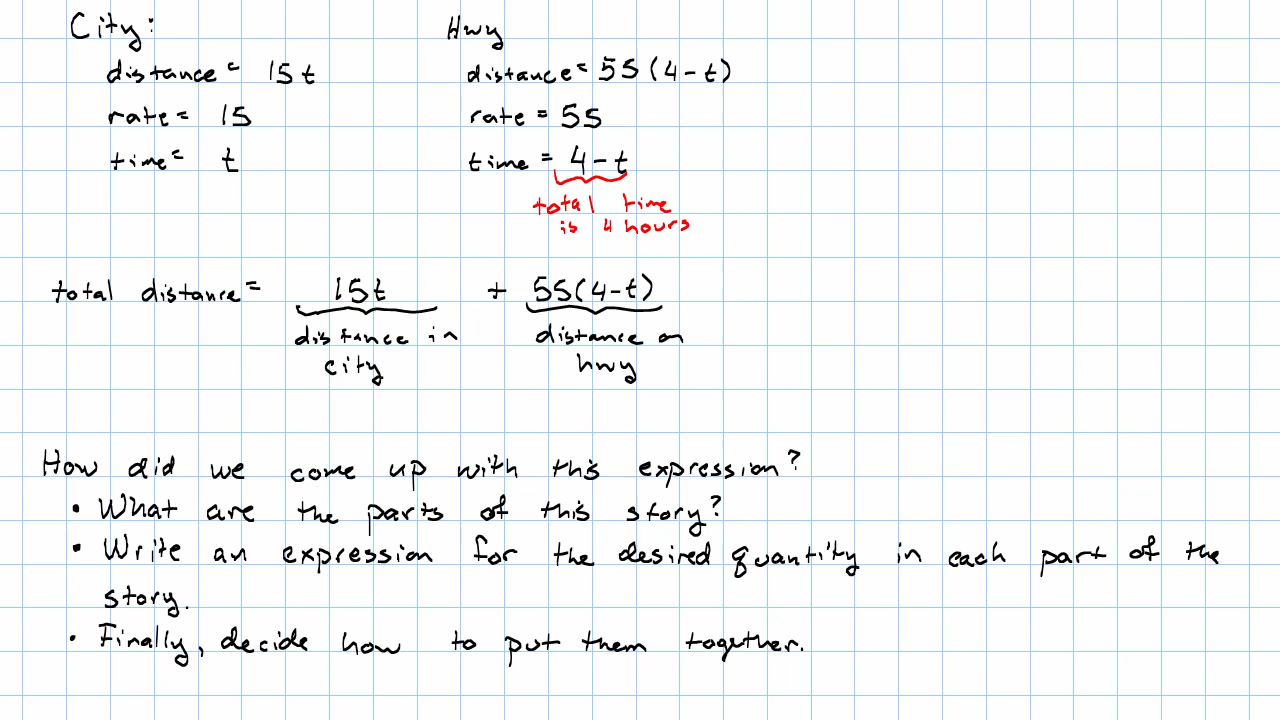 City:
Hwy
distance = 15t
distance = 55(4-t)
rate = 15
rate = 55
time = t
time = 4-t
total time
is 4 hours
total distance = 15t + 55(4-t)
distance in
city
distance on
hwy
How did we come up with this expression?
• What are the parts of this story?
• Write an expression for the desired quantity in each part of the
story.
• Finally, decide how to put them together.